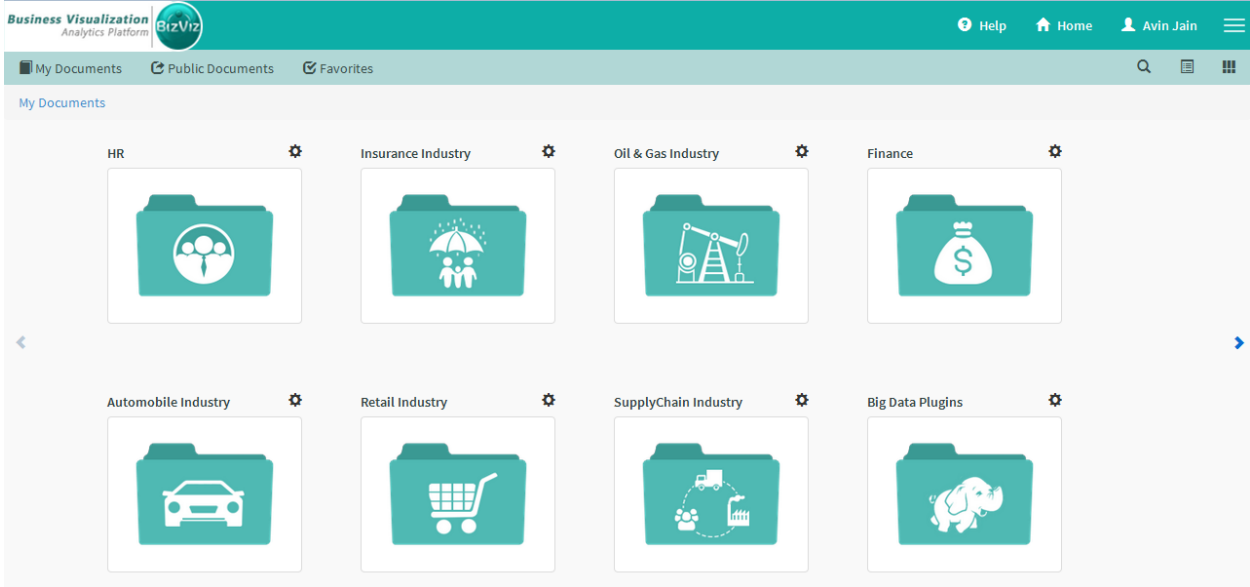 Business Visualization
Analytics Platform
BizViz
Help
Home
Avin Jain
My Documents
Public Documents
Favorites
My Documents
HR
Insurance Industry
Oil & Gas Industry
Finance
$
Automobile Industry
Retail Industry
SupplyChain Industry
Big Data Plugins